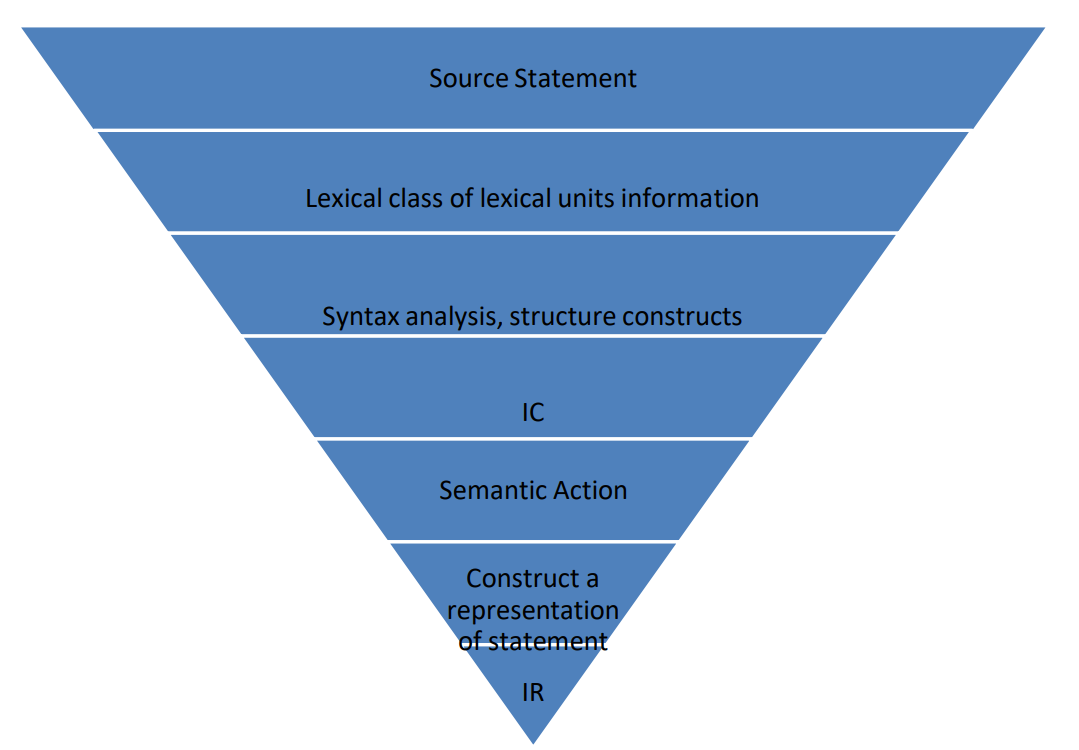 Source Statement
Lexical class of lexical units information
Syntax analysis, structure constructs
IC
Semantic Action
Construct a
representation
of statement
IR